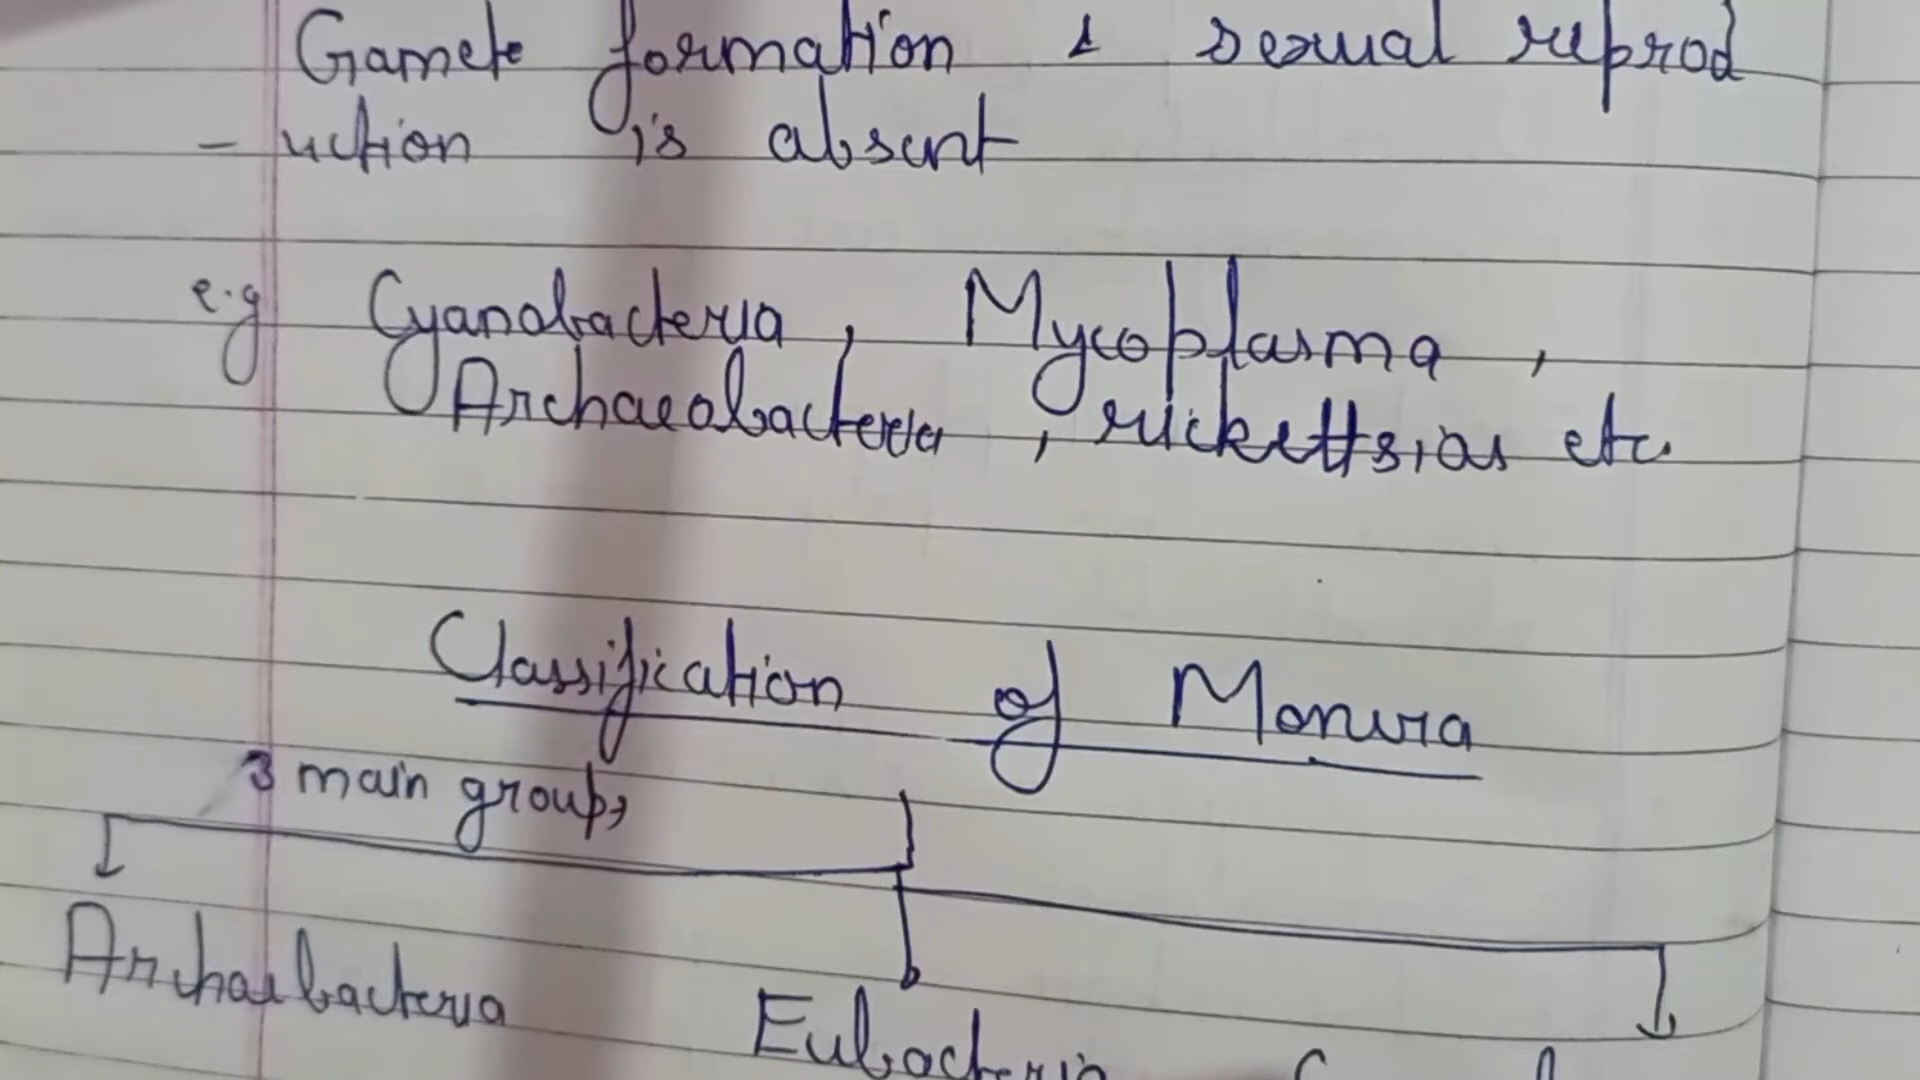 Gamete formation & sexual reprod
- uction is absent
e.g Cyanobacteria, Mycoplasma,
Archaeobacteria, rickettsias etc.
Classification of Monera
3 main groups
Archaebacteria
Eubacteria